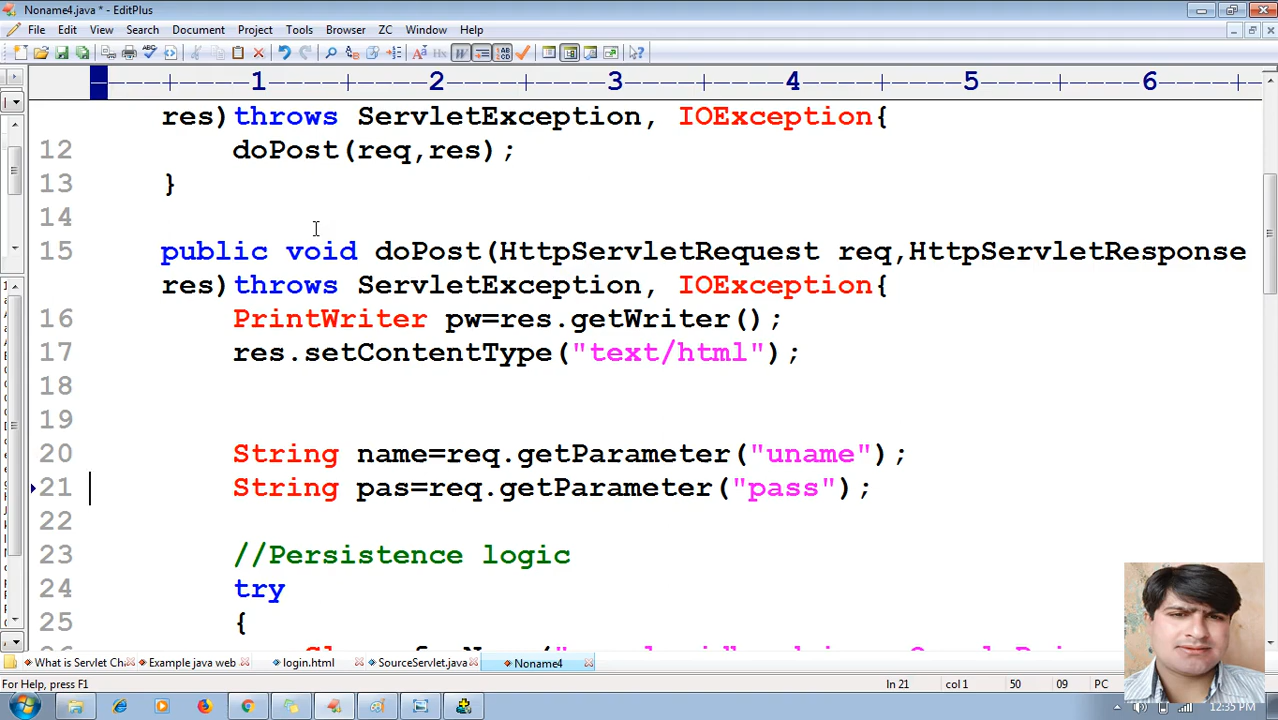 Noname4.java * - EditPlus
File Edit View Search Document Project Tools Browser ZC Window Help
1 2 3 4 5 6
res)throws ServletException, IOException{
12 doPost(req,res);
13 }
14
15 public void doPost(HttpServletRequest req,HttpServletResponse
res)throws ServletException, IOException{
16 PrintWriter pw=res.getWriter();
17 res.setContentType("text/html");
18
19
20 String name=req.getParameter("uname");
21 String pas=req.getParameter("pass");
22
23 //Persistence logic
24 try
25 {
What is Servlet Ch Example java web login.html SourceServlet.java Noname4
For Help, press F1 ln 21 col 1 50 09 PC
12:35 PM